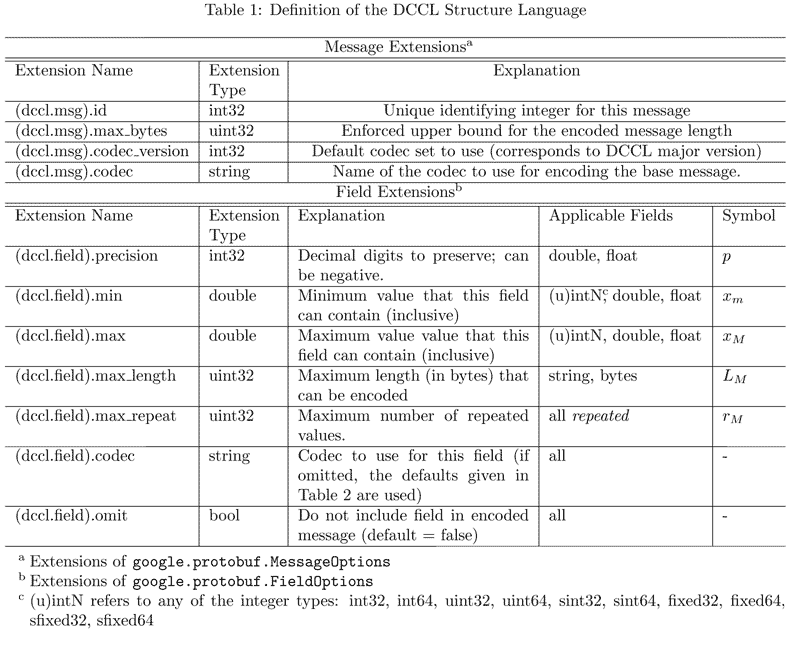 Table 1: Definition of the DCCL Structure Language
Message Extensionsᵃ
Extension Name Extension Type Explanation
(dccl.msg).id int32 Unique identifying integer for this message
(dccl.msg).max_bytes uint32 Enforced upper bound for the encoded message length
(dccl.msg).codec_version int32 Default codec set to use (corresponds to DCCL major version)
(dccl.msg).codec string Name of the codec to use for encoding the base message.
Field Extensionsᵇ
Extension Name Extension Type Explanation Applicable Fields Symbol
(dccl.field).precision int32 Decimal digits to preserve; can be negative. double, float p
(dccl.field).min double Minimum value that this field can contain (inclusive) (u)intNᶜ, double, float x_m
(dccl.field).max double Maximum value value that this field can contain (inclusive) (u)intN, double, float x_M
(dccl.field).max_length uint32 Maximum length (in bytes) that can be encoded string, bytes L_M
(dccl.field).max_repeat uint32 Maximum number of repeated values. all repeated r_M
(dccl.field).codec string Codec to use for this field (if omitted, the defaults given in Table 2 are used) all -
(dccl.field).omit bool Do not include field in encoded message (default = false) all -
ᵃ Extensions of google.protobuf.MessageOptions
ᵇ Extensions of google.protobuf.FieldOptions
ᶜ (u)intN refers to any of the integer types: int32, int64, uint32, uint64, sint32, sint64, fixed32, fixed64,
sfixed32, sfixed64